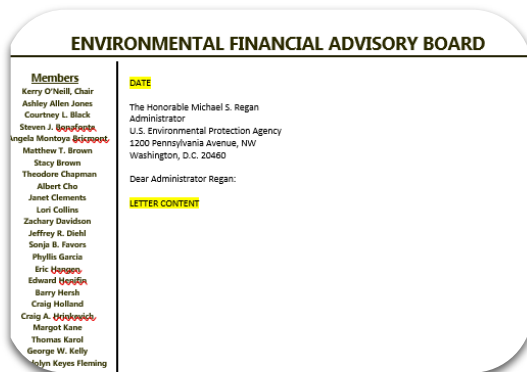 ENVIRONMENTAL FINANCIAL ADVISORY BOARD
Members
Kerry O'Neill, Chair
Ashley Allen Jones
Courtney L. Black
Steven J. Bonafonte
Angela Montoya Bricmont
Matthew T. Brown
Stacy Brown
Theodore Chapman
Albert Cho
Janet Clements
Lori Collins
Zachary Davidson
Jeffrey R. Diehl
Sonja B. Favors
Phyllis Garcia
Eric Hangen
Edward Henifin
Barry Hersh
Craig Holland
Craig A. Hrinkevich
Margot Kane
Thomas Karol
George W. Kelly
Keyes Fleming
DATE
The Honorable Michael S. Regan
Administrator
U.S. Environmental Protection Agency
1200 Pennsylvania Avenue, NW
Washington, D.C. 20460
Dear Administrator Regan:
LETTER CONTENT